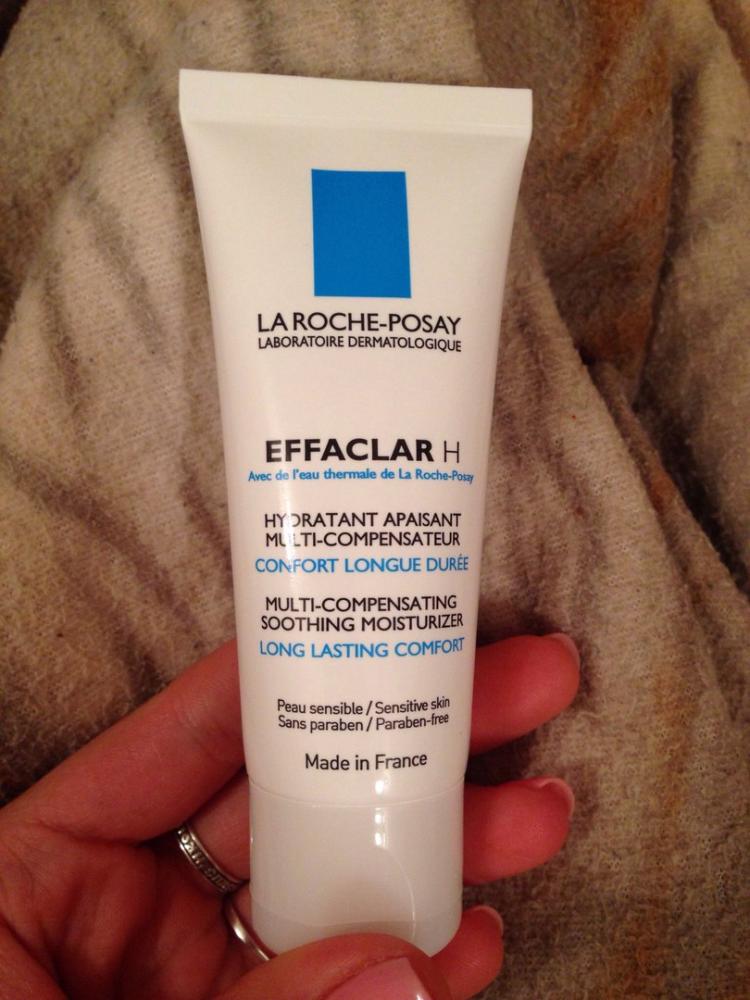 LA ROCHE-POSAY
LABORATOIRE DERMATOLOGIQUE
EFFACLAR H
Avec de l'eau thermale de La Roche-Posay
HYDRATANT APAISANT
MULTI-COMPENSATEUR
CONFORT LONGUE DURÉE
MULTI-COMPENSATING
SOOTHING MOISTURIZER
LONG LASTING COMFORT
Peau sensible / Sensitive skin
Sans paraben / Paraben-free
Made in France